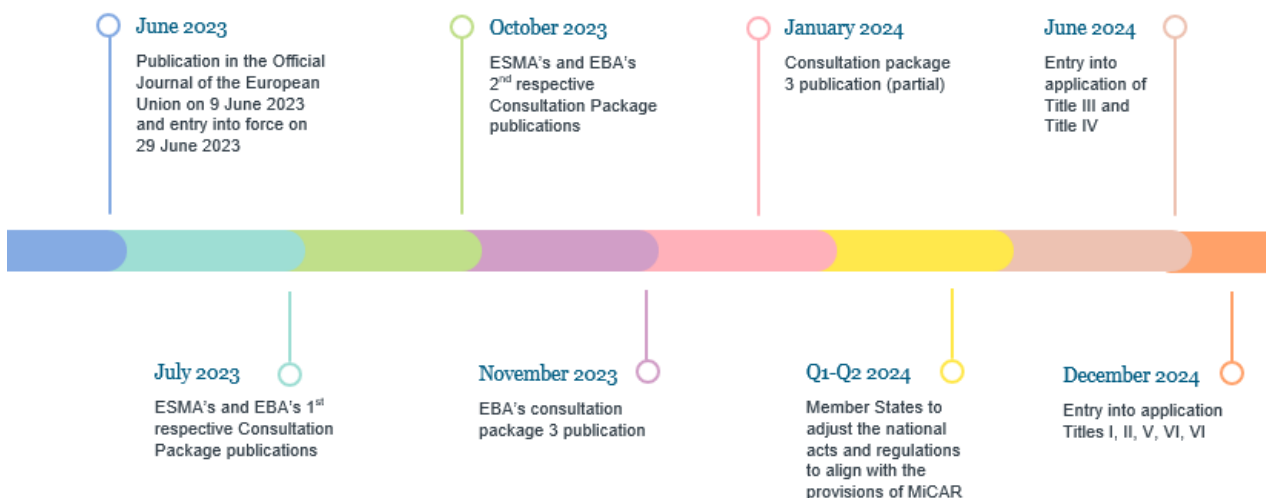 June 2023
Publication in the Official
Journal of the European
Union on 9 June 2023
and entry into force on
29 June 2023
October 2023
ESMA's and EBA's
2nd respective
Consultation Package
publications
January 2024
Consultation package
3 publication (partial)
June 2024
Entry into
application of
Title III and
Title IV
July 2023
ESMA's and EBA's 1st
respective Consultation
Package publications
November 2023
EBA's consultation
package 3 publication
Q1-Q2 2024
Member States to
adjust the national
acts and regulations
to align with the
provisions of MiCAR
December 2024
Entry into application
Titles I, II, V, VI, VI